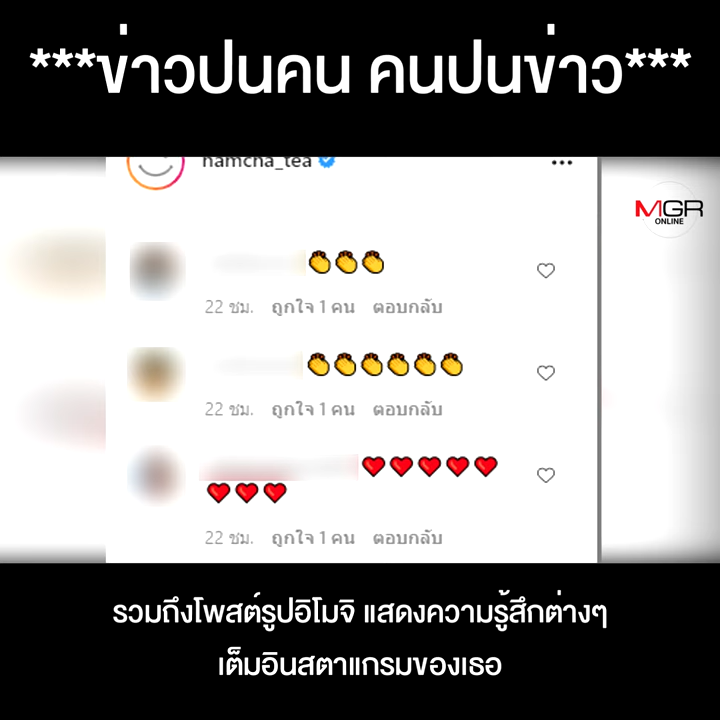 ***ข่าวปนคน คนปนข่าว***
namcha_tea
MGR
ONLINE
22 ชม. ถูกใจ 1 คน ตอบกลับ
22 ชม. ถูกใจ 1 คน ตอบกลับ
22 ชม. ถูกใจ 1 คน ตอบกลับ
รวมถึงโพสต์รูปอิโมจิ แสดงความรู้สึกต่างๆ
เต็มอินสตาแกรมของเธอ